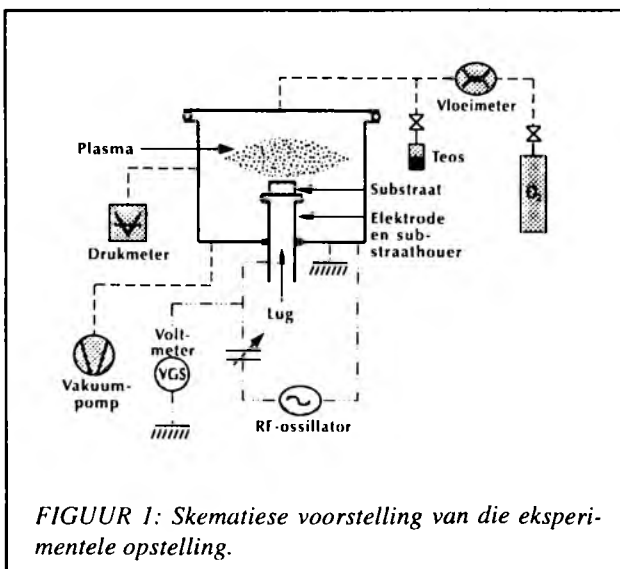 Vloeimeter
Plasma
Teos
O₂
Substraat
Elektrode
en sub-
straathouer
Drukmeter
Lug
Volt-
meter
VGS
Vakuum-
pomp
RF-ossillator
FIGUUR 1: Skematiese voorstelling van die eksperi-
mentele opstelling.